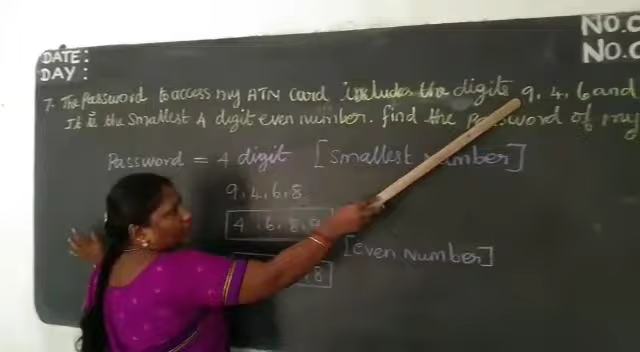 NO.O
DATE:
NO.O
DAY:
7. The Password to access my ATM Card includes the digits 9, 4, 6 and
It is the smallest 4 digit even number. find the Password of my
Password = 4 digit [smallest number]
9, 4, 6, 8
4, 6, 8, 9
[even number]
8